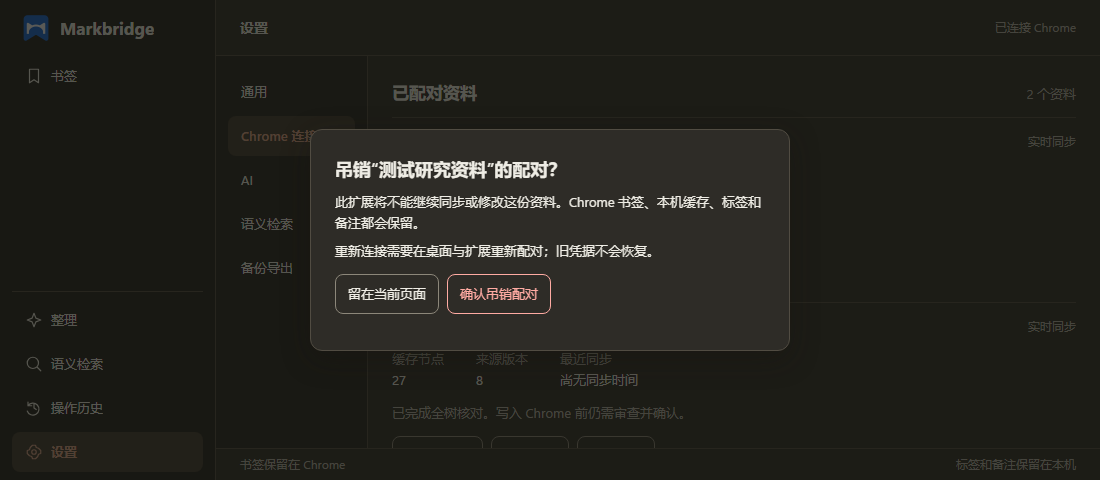 Markbridge
书签
整理
语义检索
操作历史
设置
设置
已连接 Chrome
通用
Chrome 连接
AI
语义检索
备份导出
已配对资料
2 个资料
实时同步
吊销“测试研究资料”的配对?
此扩展将不能继续同步或修改这份资料。Chrome 书签、本机缓存、标签和
备注都会保留。
重新连接需要在桌面与扩展重新配对；旧凭据不会恢复。
留在当前页面
确认吊销配对
实时同步
缓存节点
来源版本
最近同步
27
8
尚无同步时间
已完成全树核对。写入 Chrome 前仍需审查并确认。
书签保留在 Chrome
标签和备注保留在本机